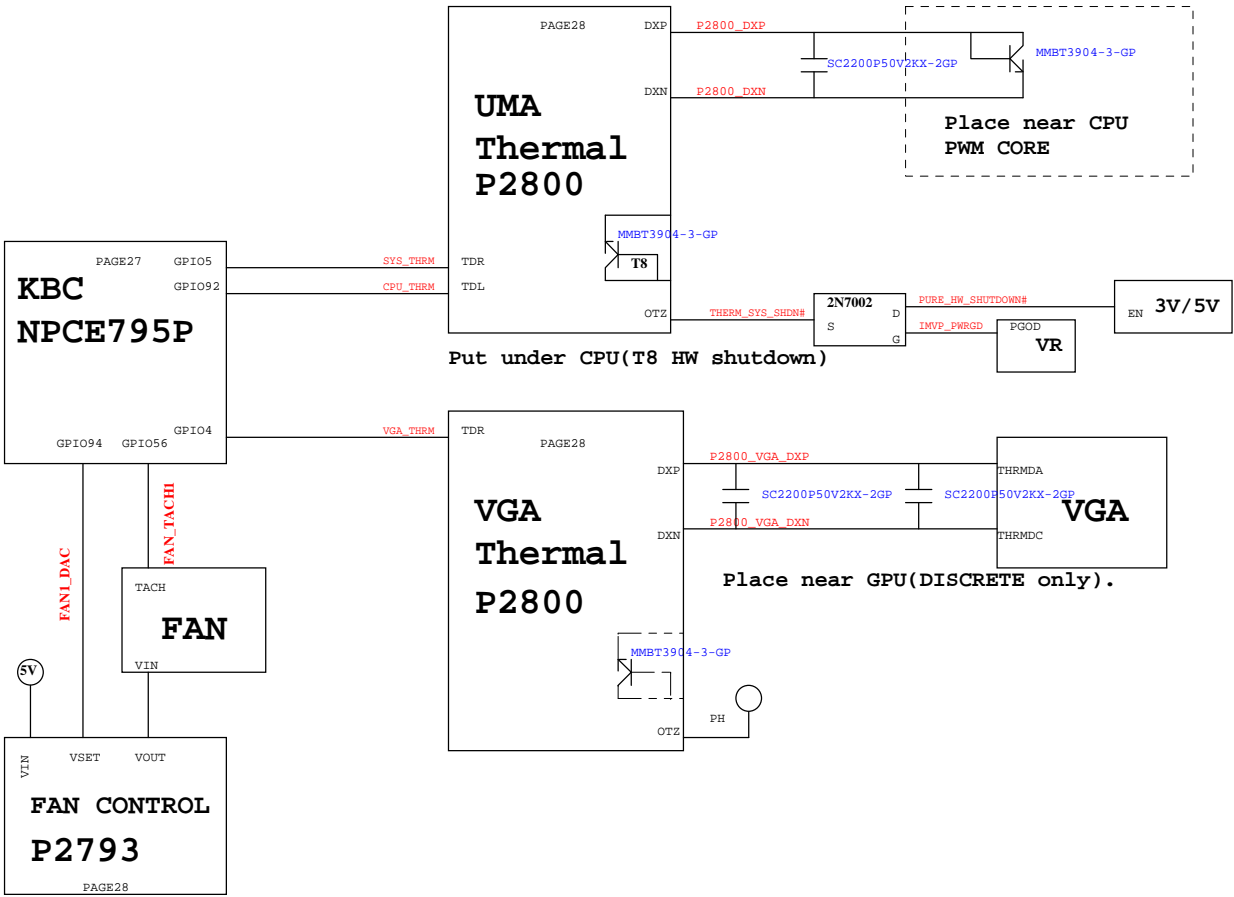 PAGE28
DXP
P2800_DXP
MMBT3904-3-GP
SC2200P50V2KX-2GP
DXN
P2800_DXN
UMA
Thermal
P2800
Place near CPU
PWM CORE
MMBT3904-3-GP
T8
PAGE27
GPIO5
SYS_THRM
TDR
GPIO92
CPU_THRM
TDL
KBC
NPCE795P
OTZ
THERM_SYS_SHDN#
2N7002
S
D
G
PURE_HW_SHUTDOWN#
IMVP_PWRGD
PGOD
VR
EN
3V/5V
Put under CPU(T8 HW shutdown)
GPIO94
GPIO56
GPIO4
VGA_THRM
TDR
PAGE28
DXP
P2800_VGA_DXP
THRMDA
SC2200P50V2KX-2GP
SC2200P50V2KX-2GP
VGA
DXN
P2800_VGA_DXN
THRMDC
VGA
Thermal
P2800
Place near GPU(DISCRETE only).
MMBT3904-3-GP
PH
OTZ
FAN_TACH1
FAN1_DAC
TACH
FAN
VIN
5V
VIN
VSET
VOUT
FAN CONTROL
P2793
PAGE28